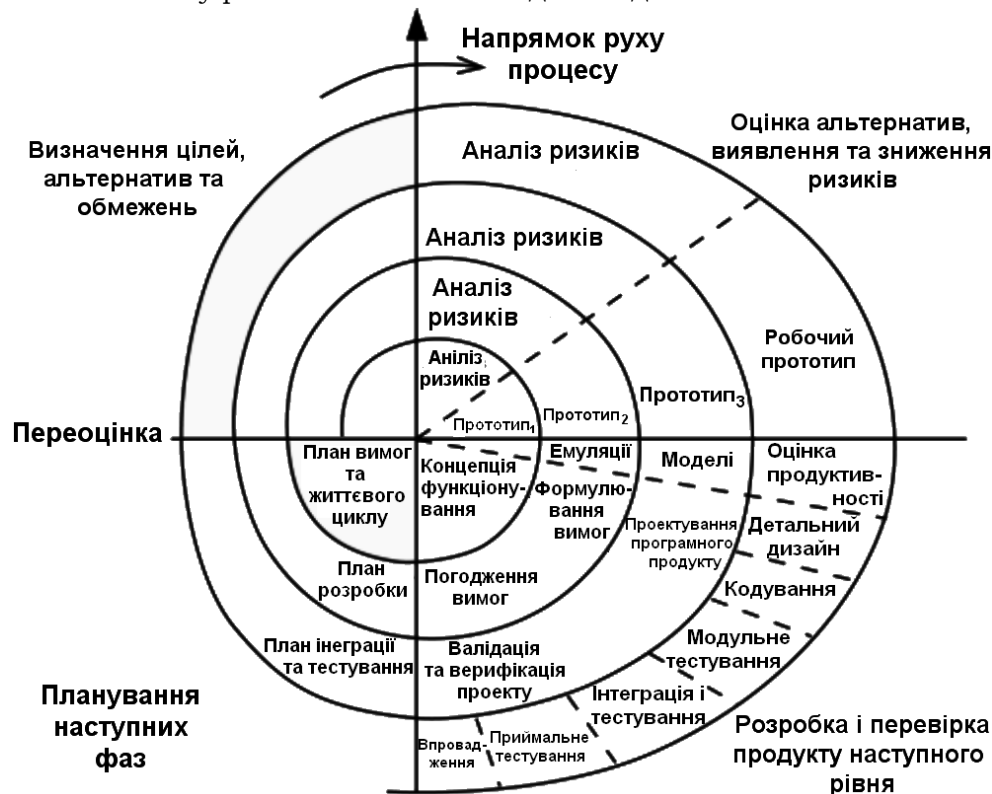 Напрямок руху
процесу
Визначення цілей,
альтернатив та
обмежень
Оцінка альтернатив,
виявлення та зниження
ризиків
Аналіз ризиків
Аналіз ризиків
Аналіз
ризиків
Аніліз
ризиків
Робочий
прототип
Прототип3
Прототип2
Прототип1
Переоцінка
План вимог
та
життєвого
циклу
Концепція
функціону-
вання
Емуляції
Формулю-
вання
вимог
Моделі
Оцінка
продуктив-
ності
Проектування
програмного
продукту
Детальний
дизайн
Кодування
План
розробки
Погодження
вимог
Модульне
тестування
План інеграції
та тестування
Валідація
та верифікація
проекту
Інтеграція і
тестування
Приймальне
тестування
Впровад-
ження
Планування
наступних
фаз
Розробка і перевірка
продукту наступного
рівня